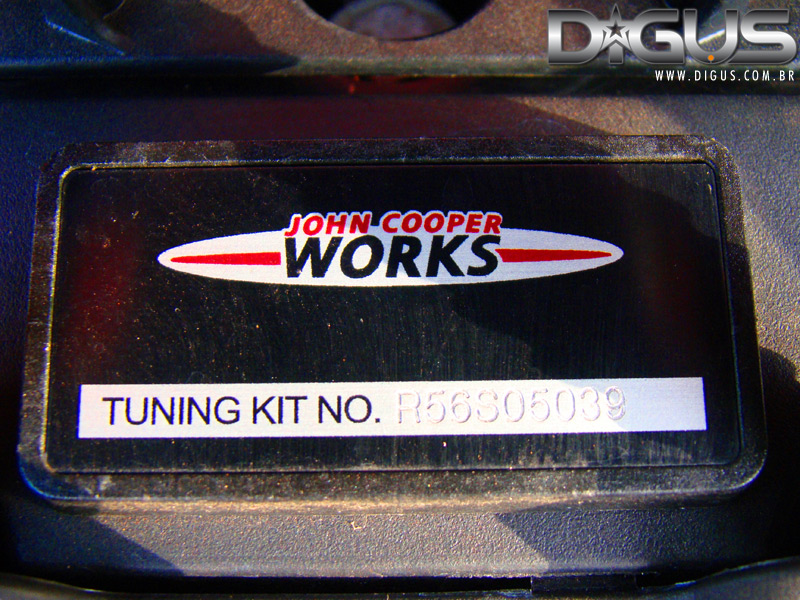 DIGUS
WWW.DIGUS.COM.BR
JOHN COOPER
WORKS
TUNING KIT NO. R56S05039